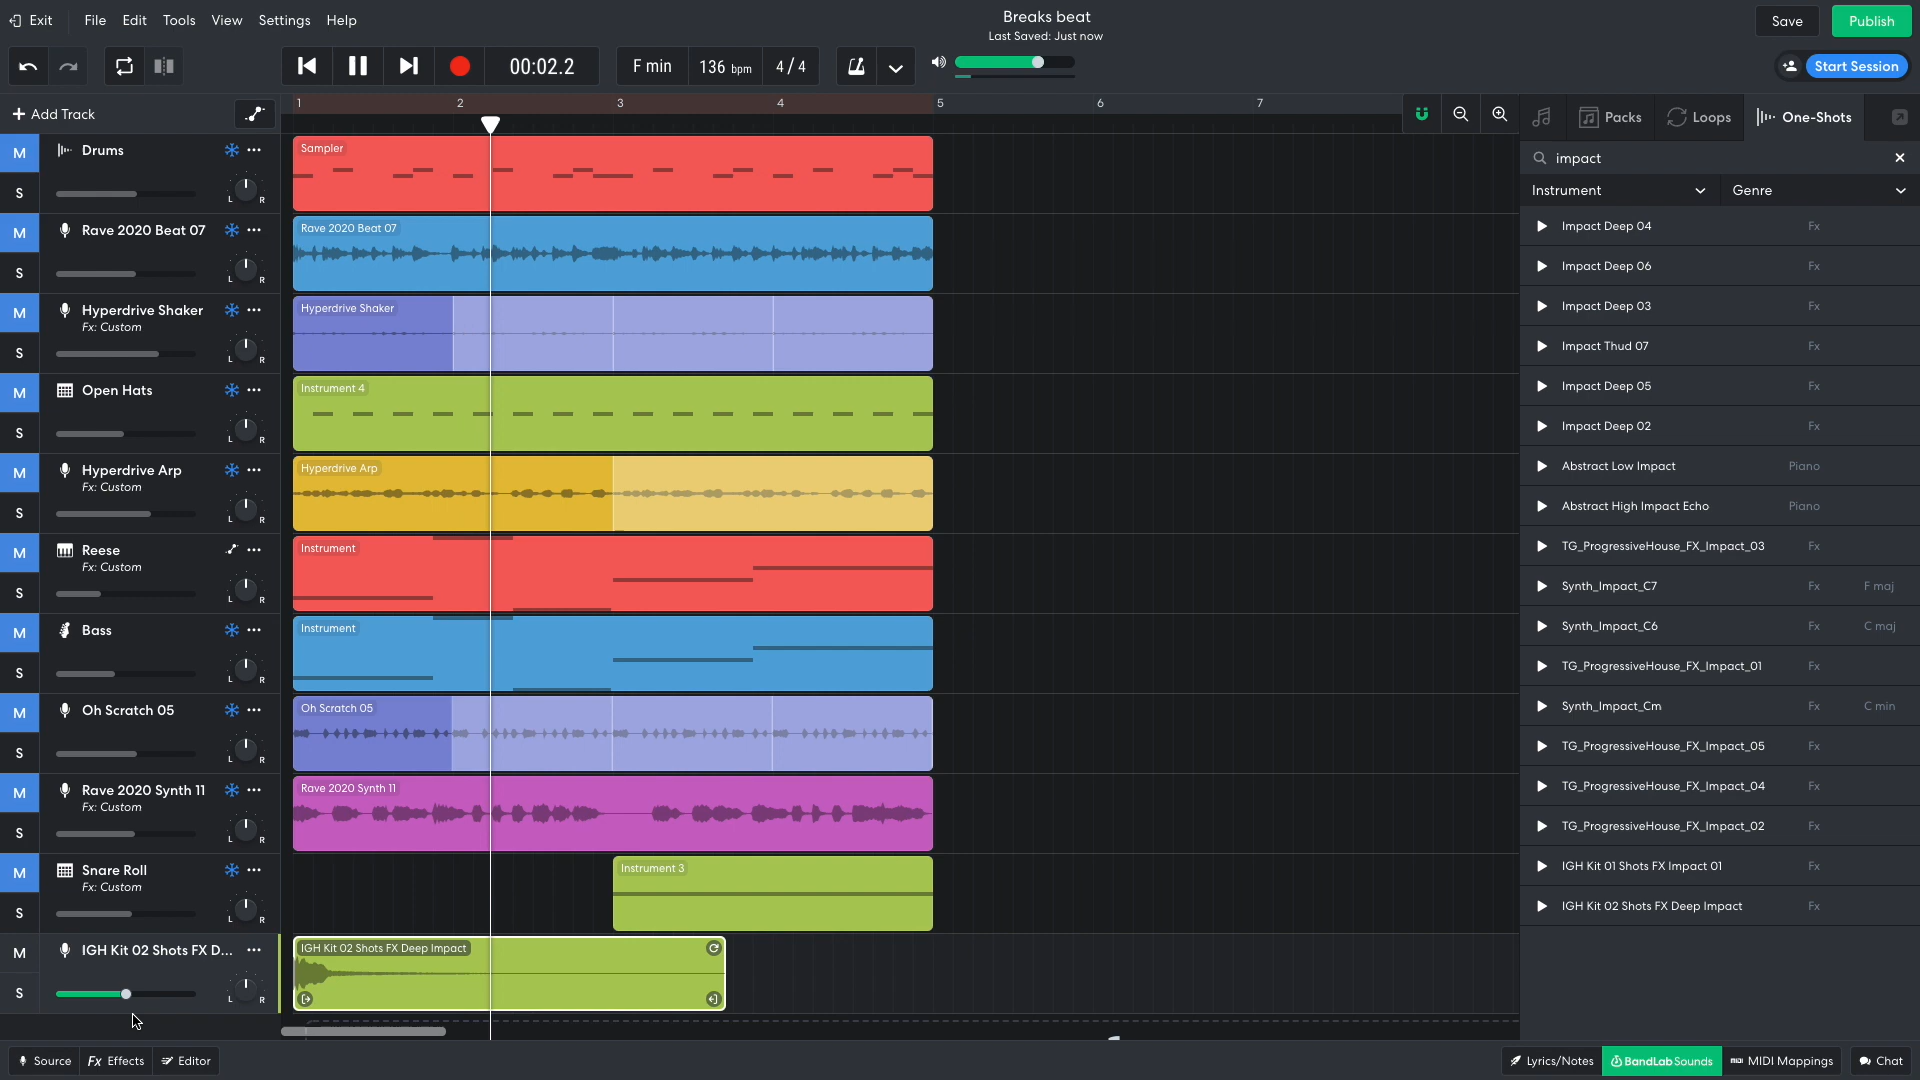 Exit File Edit Tools View Settings Help
Breaks beat
Last Saved: Just now
Save Publish
00:02.2 F min 136 bpm 4 / 4
Start Session
Add Track
1 2 3 4 5 6 7
Packs Loops One-Shots
impact
Instrument Genre
M Drums
S L R
Sampler
M Rave 2020 Beat 07
S L R
Rave 2020 Beat 07
M Hyperdrive Shaker
Fx: Custom
S L R
Hyperdrive Shaker
M Open Hats
S L R
Instrument 4
M Hyperdrive Arp
Fx: Custom
S L R
Hyperdrive Arp
M Reese
Fx: Custom
S L R
Instrument
M Bass
S L R
Instrument
M Oh Scratch 05
S L R
Oh Scratch 05
M Rave 2020 Synth 11
Fx: Custom
S L R
Rave 2020 Synth 11
M Snare Roll
Fx: Custom
S L R
Instrument 3
M IGH Kit 02 Shots FX D...
S L R
IGH Kit 02 Shots FX Deep Impact
Impact Deep 04 Fx
Impact Deep 06 Fx
Impact Deep 03 Fx
Impact Thud 07 Fx
Impact Deep 05 Fx
Impact Deep 02 Fx
Abstract Low Impact Piano
Abstract High Impact Echo Piano
TG_ProgressiveHouse_FX_Impact_03 Fx
Synth_Impact_C7 Fx F maj
Synth_Impact_C6 Fx C maj
TG_ProgressiveHouse_FX_Impact_01 Fx
Synth_Impact_Cm Fx C min
TG_ProgressiveHouse_FX_Impact_05 Fx
TG_ProgressiveHouse_FX_Impact_04 Fx
TG_ProgressiveHouse_FX_Impact_02 Fx
IGH Kit 01 Shots FX Impact 01 Fx
IGH Kit 02 Shots FX Deep Impact Fx
Source Fx Effects Editor
Lyrics/Notes BandLab Sounds MIDI Mappings Chat